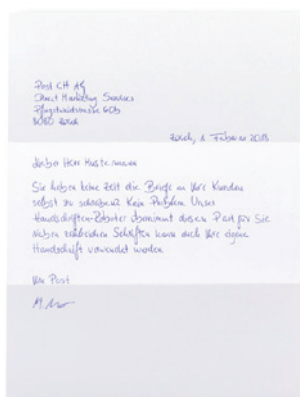 Post CH AG
Direct Marketing Services
Pfingstweidstrasse 60b
8080 Zürich
Zürich, 1. Februar 2018
Lieber Herr Mustermann
Sie haben keine Zeit die Briefe an Ihre Kunden
selbst zu schreiben? Kein Problem. Unser
Handschriften-Roboter übernimmt diesen Part für Sie
Neben zahlreichen Schriften kann auch Ihre eigene
Handschrift verwendet werden.
Ihre Post